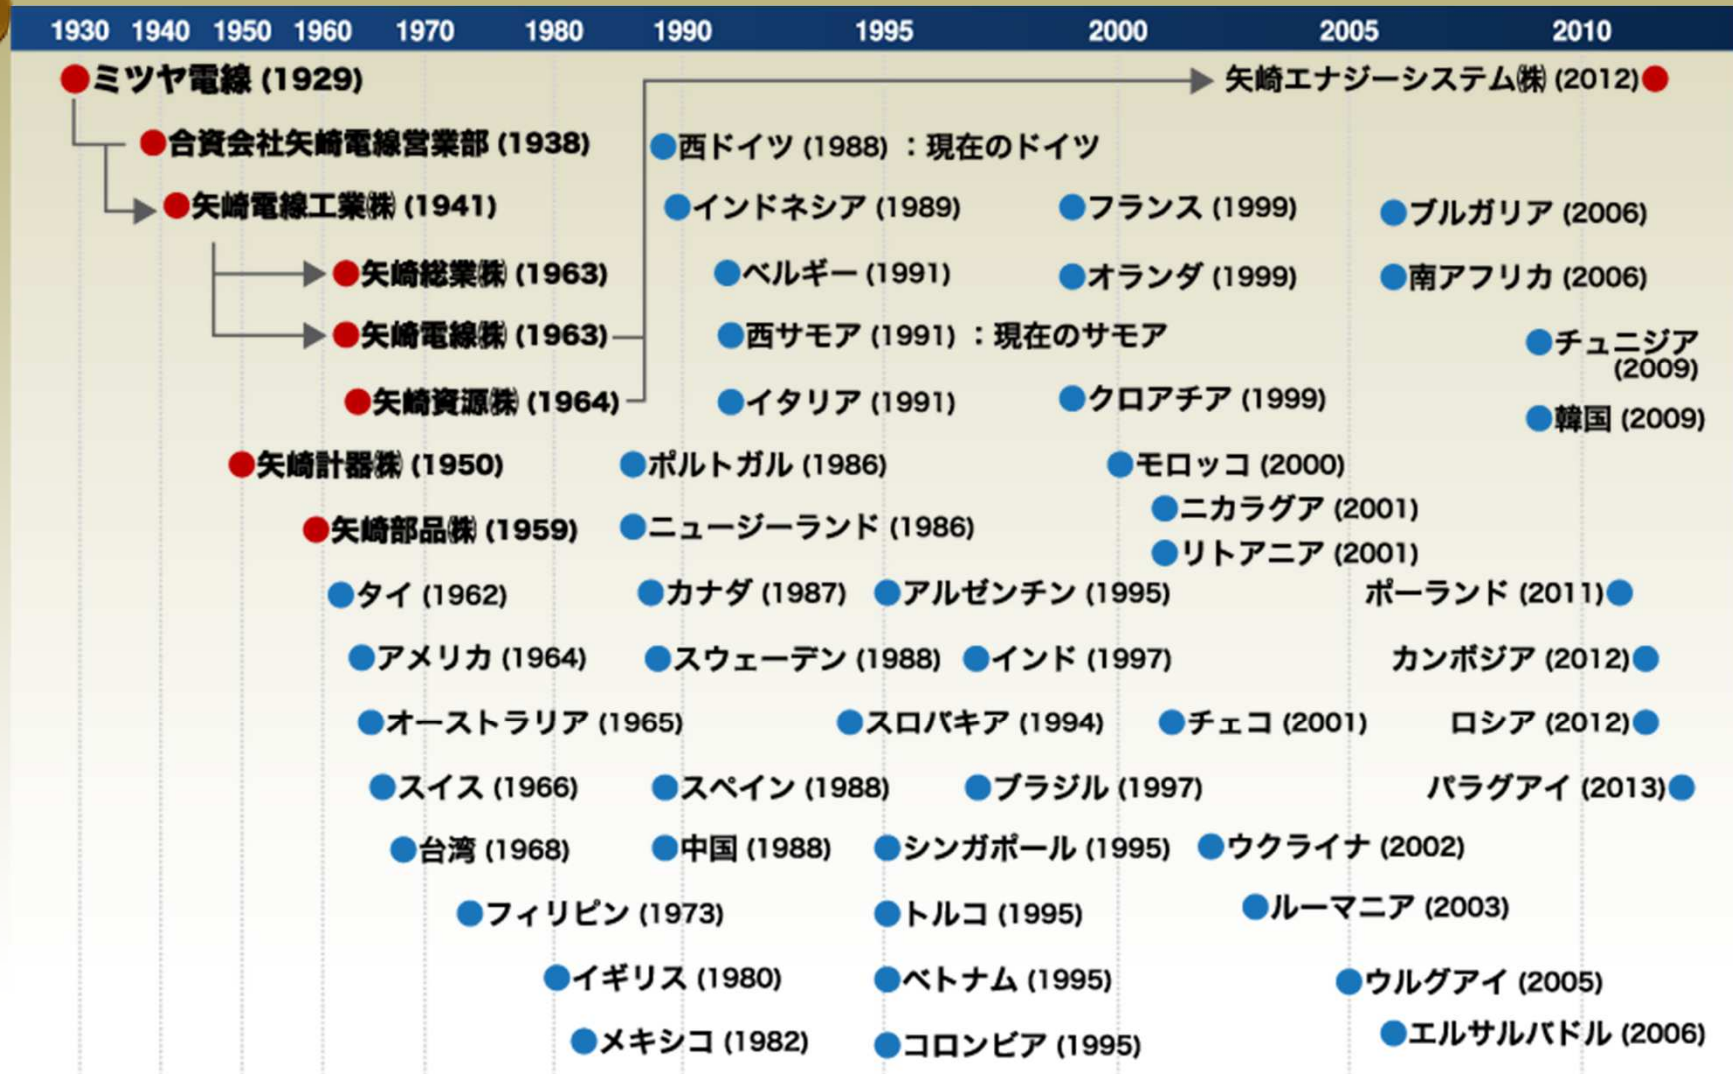 1930 1940 1950 1960 1970 1980 1990 1995 2000 2005 2010
ミツヤ電線 (1929)
矢崎エナジーシステム㈱ (2012)
合資会社矢崎電線営業部 (1938)
西ドイツ (1988) ：現在のドイツ
矢崎電線工業㈱ (1941)
インドネシア (1989)
フランス (1999)
ブルガリア (2006)
矢崎総業㈱ (1963)
ベルギー (1991)
オランダ (1999)
南アフリカ (2006)
矢崎電線㈱ (1963)
西サモア (1991) ：現在のサモア
チュニジア
(2009)
矢崎資源㈱ (1964)
イタリア (1991)
クロアチア (1999)
韓国 (2009)
矢崎計器㈱ (1950)
ポルトガル (1986)
モロッコ (2000)
ニカラグア (2001)
矢崎部品㈱ (1959)
ニュージーランド (1986)
リトアニア (2001)
タイ (1962)
カナダ (1987)
アルゼンチン (1995)
ポーランド (2011)
アメリカ (1964)
スウェーデン (1988)
インド (1997)
カンボジア (2012)
オーストラリア (1965)
スロバキア (1994)
チェコ (2001)
ロシア (2012)
スイス (1966)
スペイン (1988)
ブラジル (1997)
パラグアイ (2013)
台湾 (1968)
中国 (1988)
シンガポール (1995)
ウクライナ (2002)
フィリピン (1973)
トルコ (1995)
ルーマニア (2003)
イギリス (1980)
ベトナム (1995)
ウルグアイ (2005)
メキシコ (1982)
コロンビア (1995)
エルサルバドル (2006)